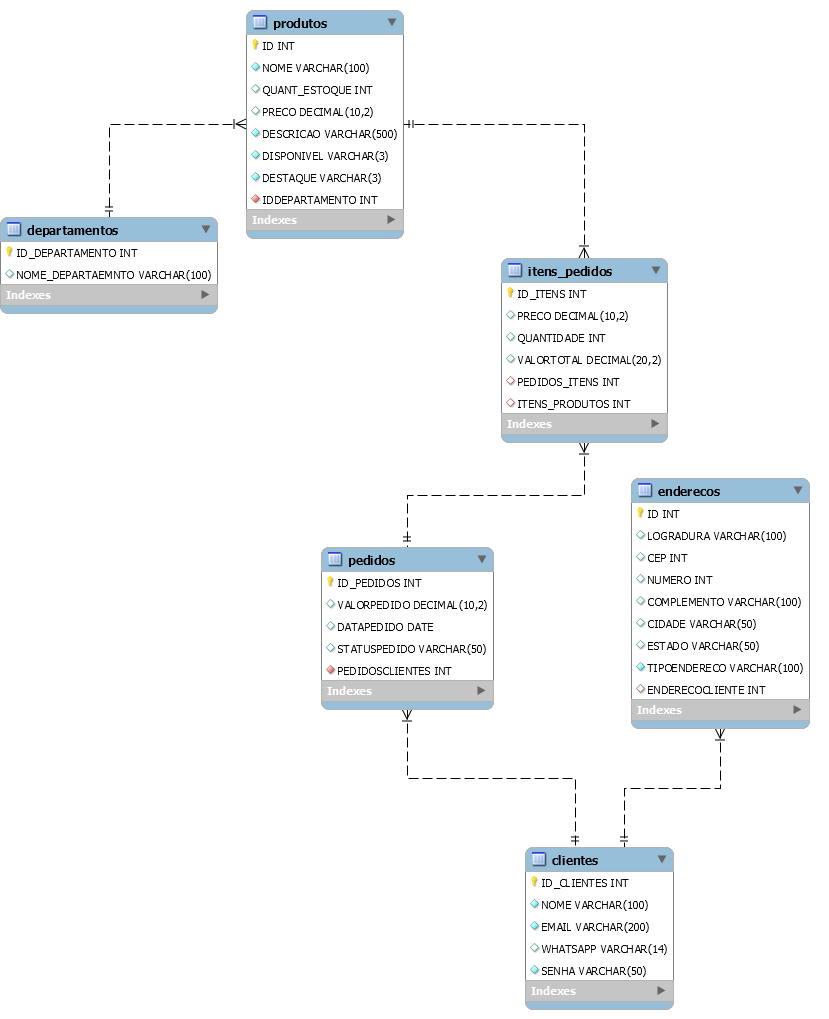 produtos
ID INT
NOME VARCHAR(100)
QUANT_ESTOQUE INT
PRECO DECIMAL(10,2)
DESCRICAO VARCHAR(500)
DISPONIVEL VARCHAR(3)
DESTAQUE VARCHAR(3)
IDDEPARTAMENTO INT
Indexes
departamentos
ID_DEPARTAMENTO INT
NOME_DEPARTAEMNTO VARCHAR(100)
Indexes
itens_pedidos
ID_ITENS INT
PRECO DECIMAL(10,2)
QUANTIDADE INT
VALORTOTAL DECIMAL(20,2)
PEDIDOS_ITENS INT
ITENS_PRODUTOS INT
Indexes
enderecos
ID INT
LOGRADURA VARCHAR(100)
CEP INT
NUMERO INT
COMPLEMENTO VARCHAR(100)
CIDADE VARCHAR(50)
ESTADO VARCHAR(50)
TIPOENDERECO VARCHAR(100)
ENDERECOCLIENTE INT
Indexes
pedidos
ID_PEDIDOS INT
VALORPEDIDO DECIMAL(10,2)
DATAPEDIDO DATE
STATUSPEDIDO VARCHAR(50)
PEDIDOSCLIENTES INT
Indexes
clientes
ID_CLIENTES INT
NOME VARCHAR(100)
EMAIL VARCHAR(200)
WHATSAPP VARCHAR(14)
SENHA VARCHAR(50)
Indexes